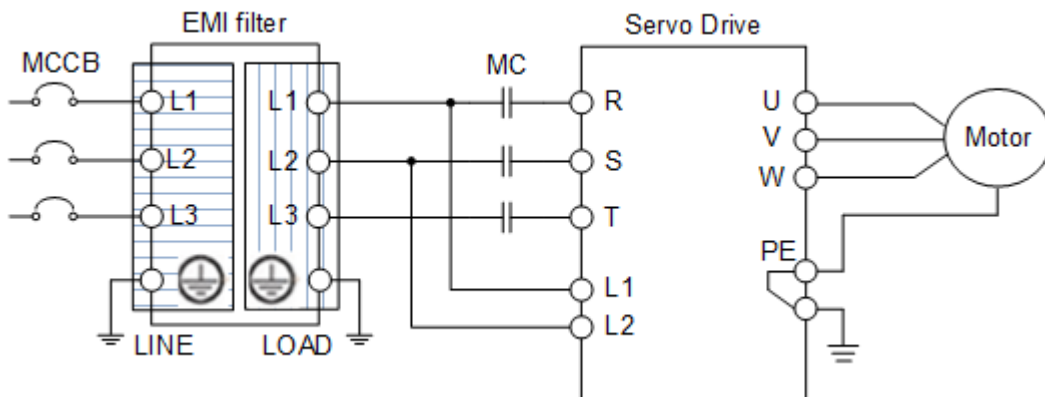 EMI filter
Servo Drive
MCCB
MC
L1
L1
R
U
L2
L2
S
V
Motor
L3
L3
T
W
PE
L1
L2
LINE
LOAD